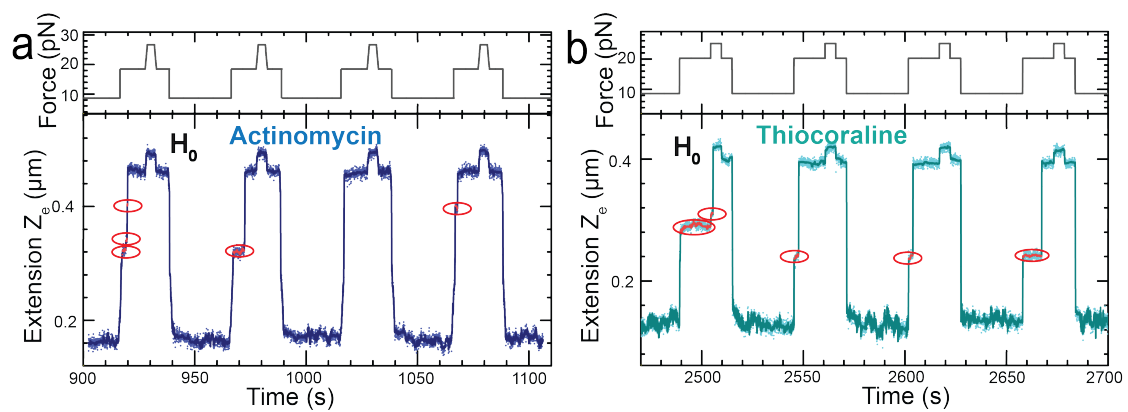 a
Force (pN)
30
20
10
H0
Actinomycin
Extension Ze (µm)
0.4
0.2
900
950
1000
1050
1100
Time (s)
b
Force (pN)
20
10
H0
Thiocoraline
Extension Ze (µm)
0.4
0.2
2500
2550
2600
2650
2700
Time (s)